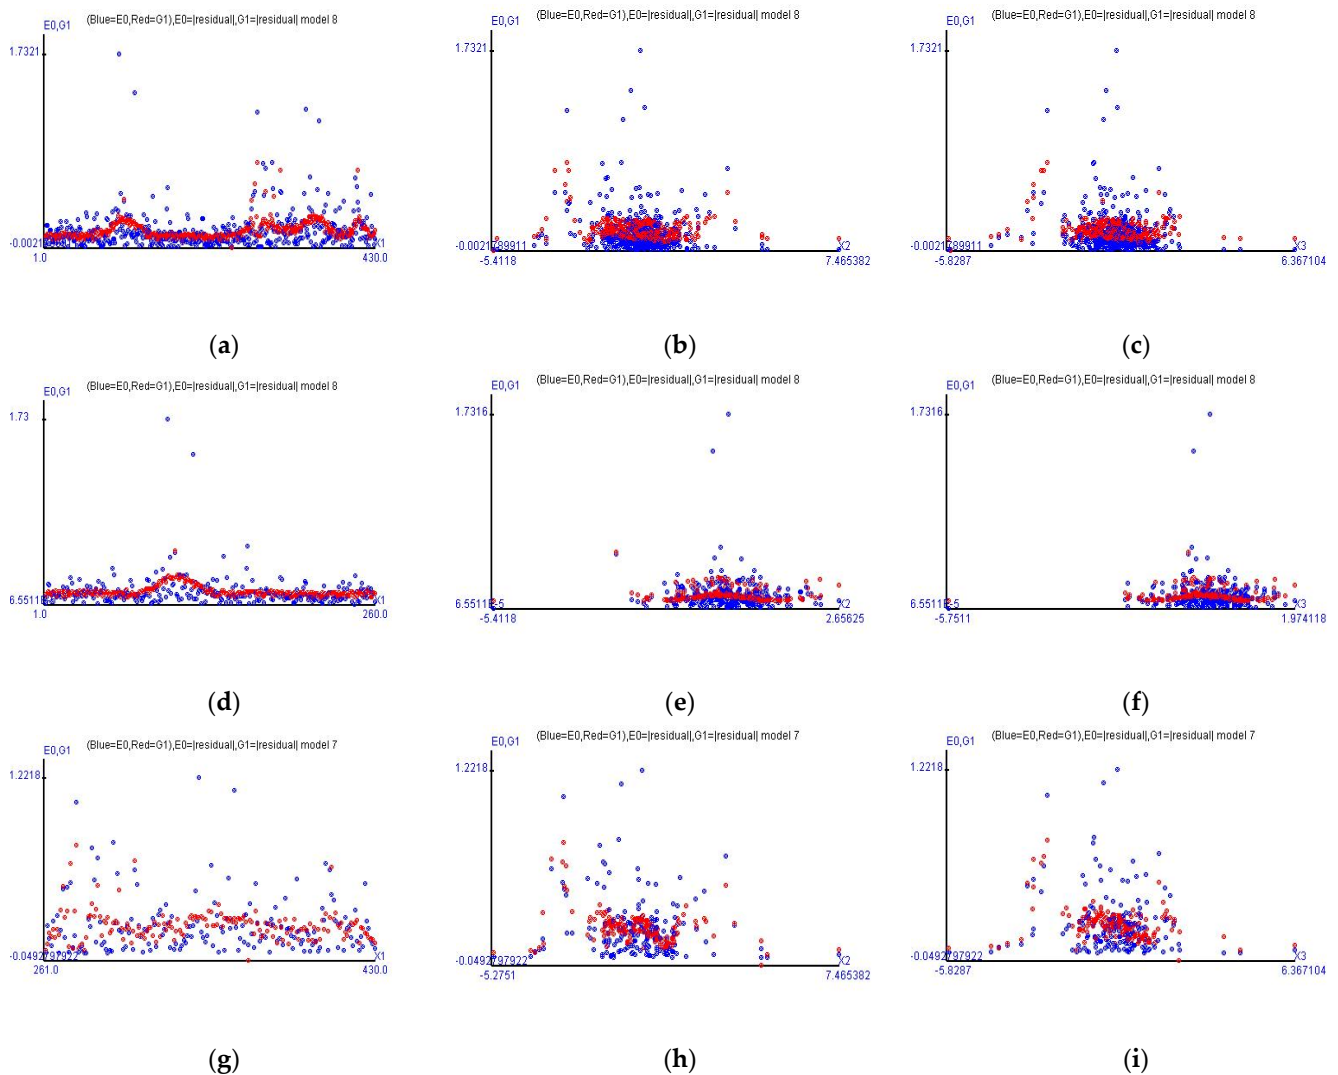 (Blue=E0,Red=G1),E0=|residual|,G1=|residual| model 8
E0,G1
1.7321
X1
1.0
430.0
(a)
(Blue=E0,Red=G1),E0=|residual|,G1=|residual| model 8
E0,G1
1.7321
-0.0021789911
X2
-5.4118
7.465382
(b)
(Blue=E0,Red=G1),E0=|residual|,G1=|residual| model 8
E0,G1
1.7321
-0.0021789911
X3
-5.8287
6.367104
(c)
(Blue=E0,Red=G1),E0=|residual|,G1=|residual| model 8
E0,G1
1.73
X1
1.0
260.0
(d)
(Blue=E0,Red=G1),E0=|residual|,G1=|residual| model 8
E0,G1
1.7316
X2
-5.4118
2.65625
(e)
(Blue=E0,Red=G1),E0=|residual|,G1=|residual| model 8
E0,G1
1.7316
X3
-5.7511
1.974118
(f)
(Blue=E0,Red=G1),E0=|residual|,G1=|residual| model 7
E0,G1
1.2218
-0.0492797922
X1
261.0
430.0
(g)
(Blue=E0,Red=G1),E0=|residual|,G1=|residual| model 7
E0,G1
1.2218
-0.0492797922
X2
-5.2751
7.465382
(h)
(Blue=E0,Red=G1),E0=|residual|,G1=|residual| model 7
E0,G1
1.2218
-0.0492797922
X3
-5.8287
6.367104
(i)